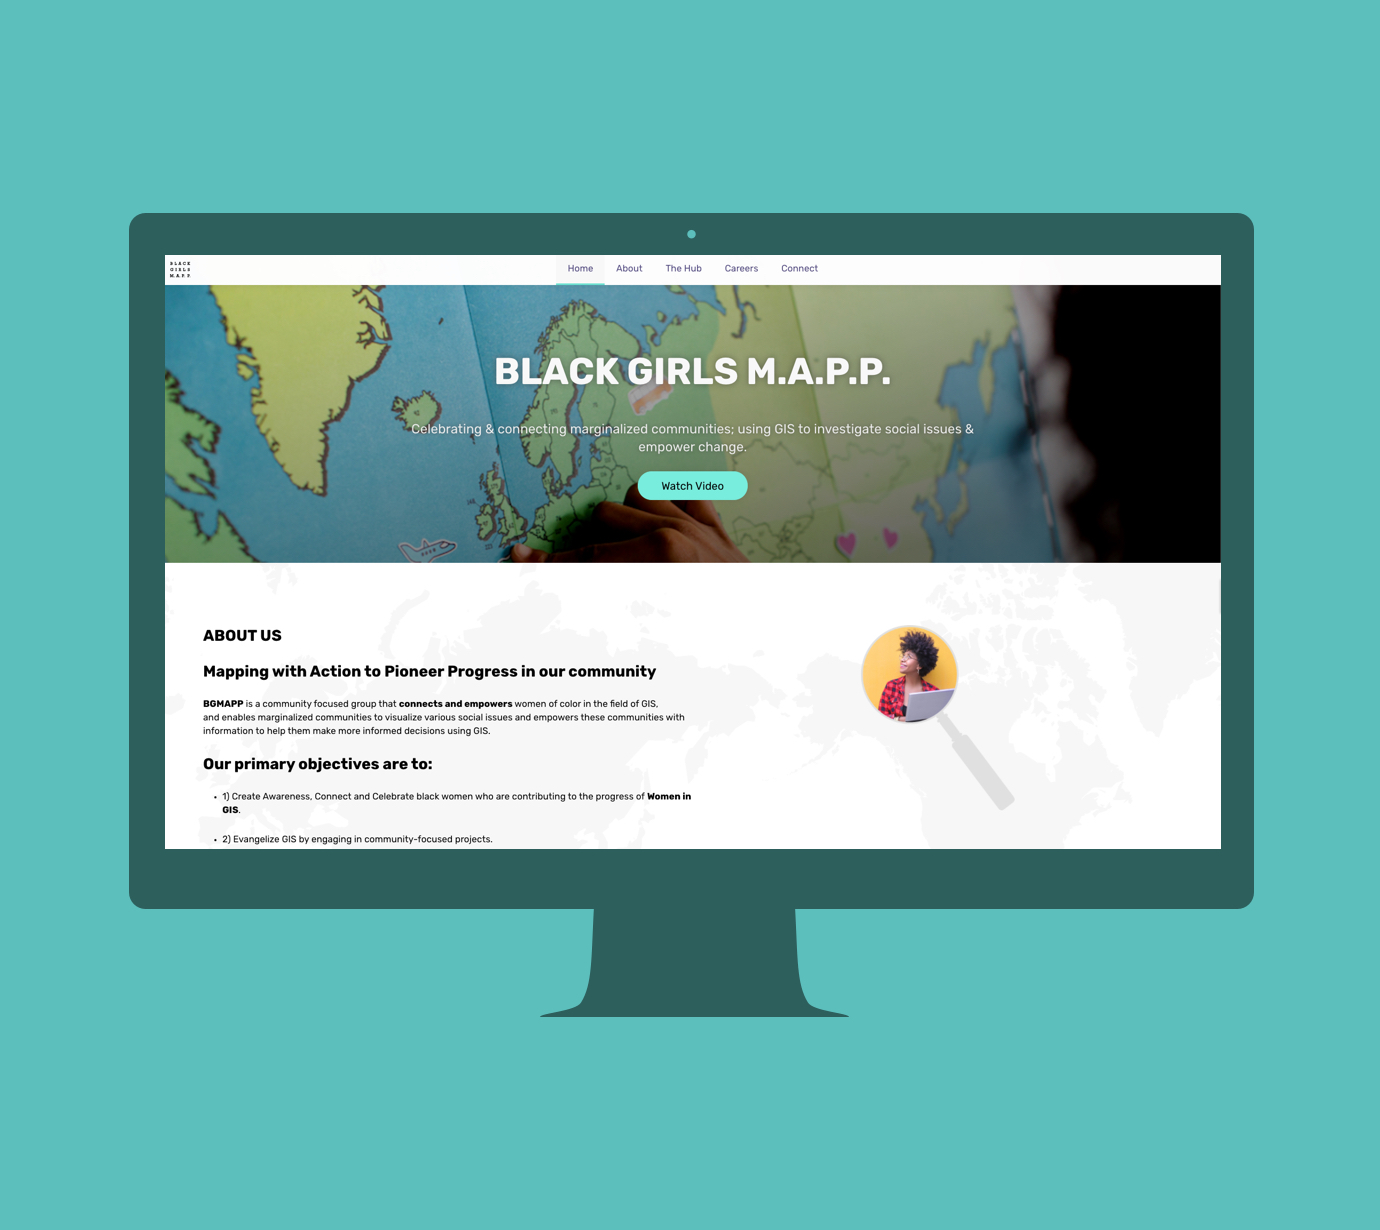 BLACK
GIRLS
M.A.P.P.
Home About The Hub Careers Connect
BLACK GIRLS M.A.P.P.
Celebrating & connecting marginalized communities; using GIS to investigate social issues &
empower change.
Watch Video
ABOUT US
Mapping with Action to Pioneer Progress in our community
BGMAPP is a community focused group that connects and empowers women of color in the field of GIS,
and enables marginalized communities to visualize various social issues and empowers these communities with
information to help them make more informed decisions using GIS.
Our primary objectives are to:
• 1) Create Awareness, Connect and Celebrate black women who are contributing to the progress of Women in
GIS.
• 2) Evangelize GIS by engaging in community-focused projects.